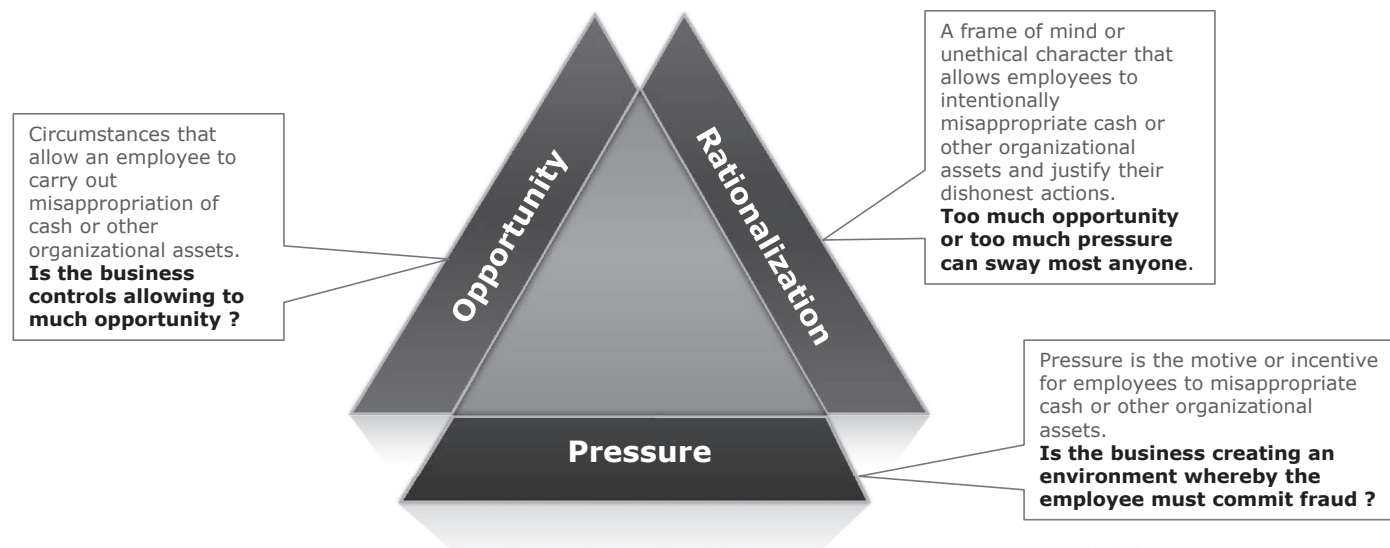 Circumstances that
allow an employee to
carry out
misappropriation of
cash or other
organizational assets.
Is the business
controls allowing to
much opportunity ?
Opportunity
Rationalization
A frame of mind or
unethical character that
allows employees to
intentionally
misappropriate cash or
other organizational
assets and justify their
dishonest actions.
Too much opportunity
or too much pressure
can sway most anyone.
Pressure
Pressure is the motive or incentive
for employees to misappropriate
cash or other organizational
assets.
Is the business creating an
environment whereby the
employee must commit fraud ?